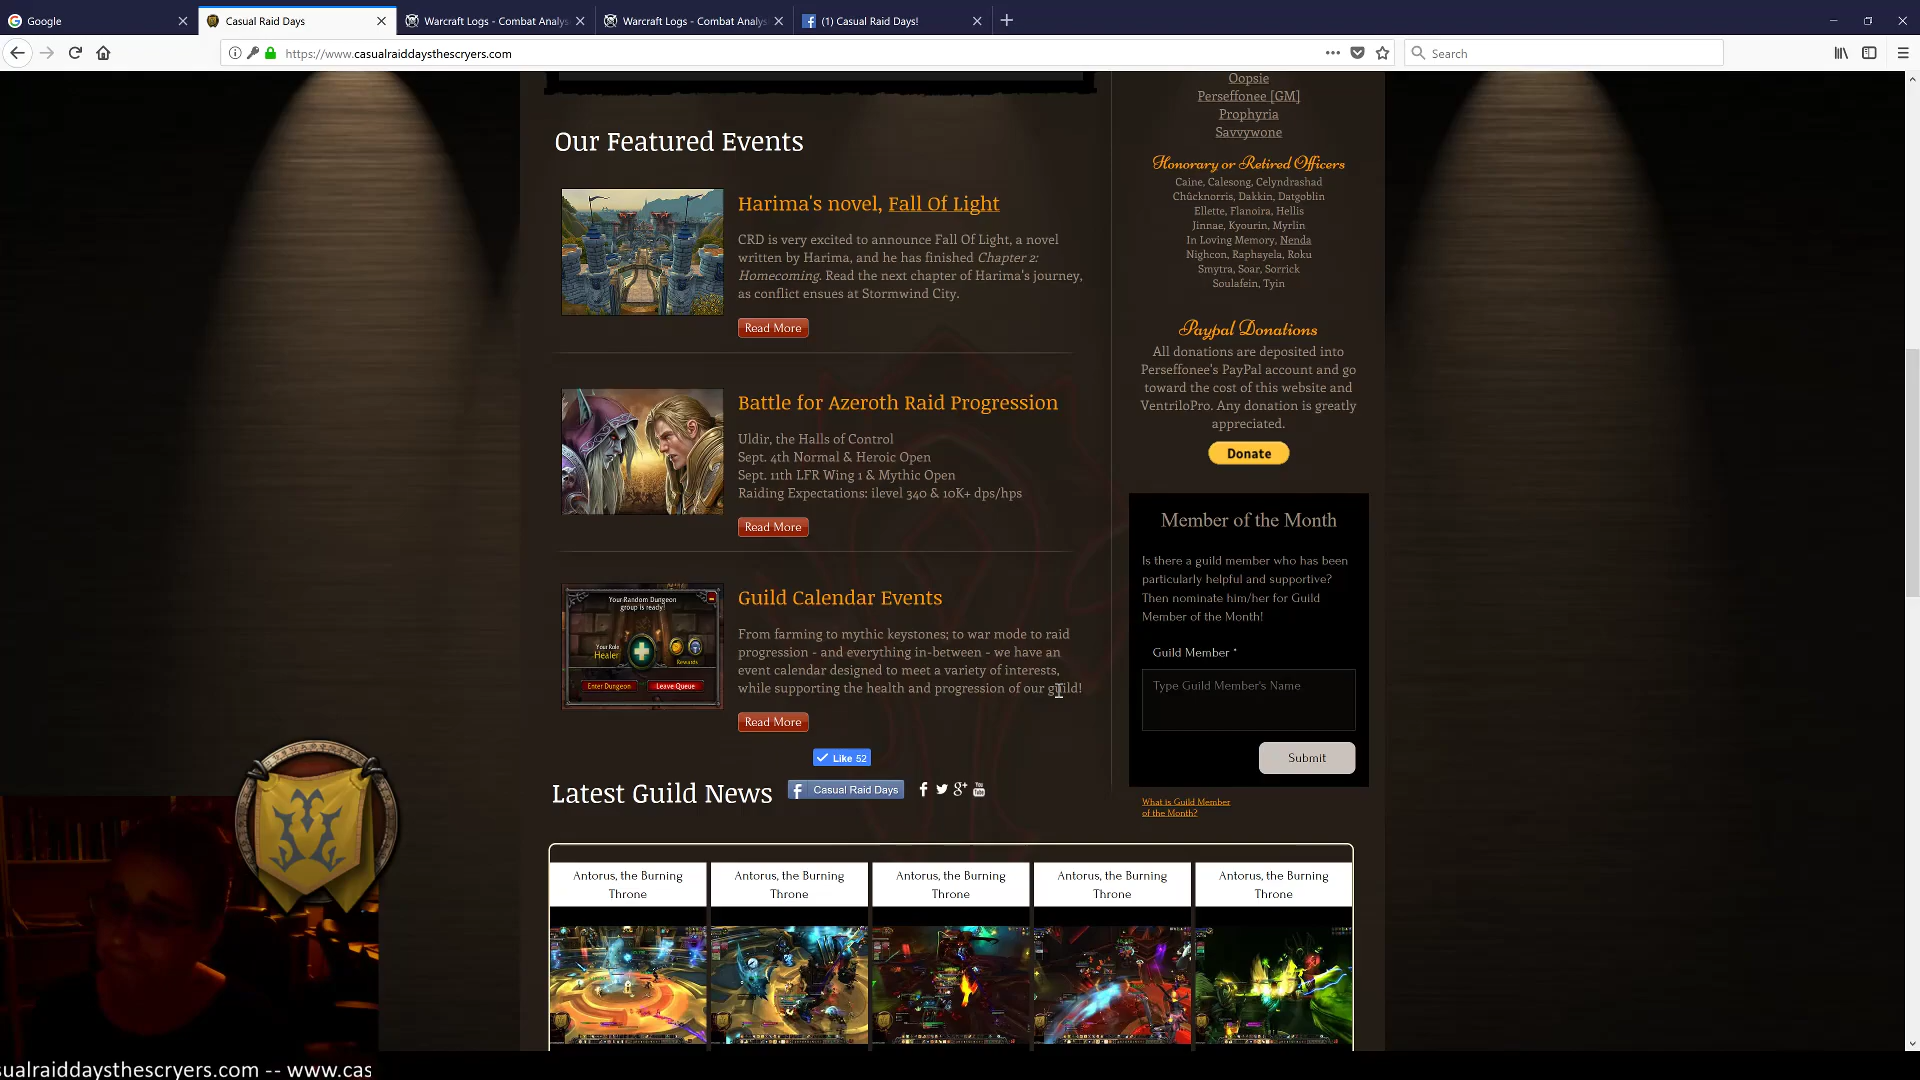 Google
Casual Raid Days
Warcraft Logs - Combat Analys
Warcraft Logs - Combat Analys
(1) Casual Raid Days!
https://www.casualraiddaysthescryers.com
Search
Our Featured Events
Harima's novel, Fall Of Light
CRD is very excited to announce Fall Of Light, a novel
written by Harima, and he has finished Chapter 2:
Homecoming. Read the next chapter of Harima's journey,
as conflict ensues at Stormwind City.
Read More
Battle for Azeroth Raid Progression
Uldir, the Halls of Control
Sept. 4th Normal & Heroic Open
Sept. 11th LFR Wing 1 & Mythic Open
Raiding Expectations: ilevel 340 & 10K+ dps/hps
Read More
Your Random Dungeon
group is ready!
Your Role
Healer
Rewards
Enter Dungeon
Leave Queue
Guild Calendar Events
From farming to mythic keystones; to war mode to raid
progression - and everything in-between - we have an
event calendar designed to meet a variety of interests,
while supporting the health and progression of our guild!
Read More
Like 52
Latest Guild News
Casual Raid Days
Antorus, the Burning
Throne
Antorus, the Burning
Throne
Antorus, the Burning
Throne
Antorus, the Burning
Throne
Antorus, the Burning
Throne
Oopsie
Perseffonee [GM]
Prophyria
Savvywone
Honorary or Retired Officers
Caine, Calesong, Celyndrashad
Chùcknorris, Dakkin, Datgoblin
Ellette, Flanoira, Hellis
Jinnae, Kyourin, Myrlin
In Loving Memory, Nenda
Nighcon, Raphayela, Roku
Smytra, Soar, Sorrick
Soulafein, Tyin
Paypal Donations
All donations are deposited into
Perseffonee's PayPal account and go
toward the cost of this website and
VentriloPro. Any donation is greatly
appreciated.
Donate
Member of the Month
Is there a guild member who has been
particularly helpful and supportive?
Then nominate him/her for Guild
Member of the Month!
Guild Member *
Type Guild Member's Name
Submit
What is Guild Member
of the Month?
sualraiddaysthescryers.com -- www.cas